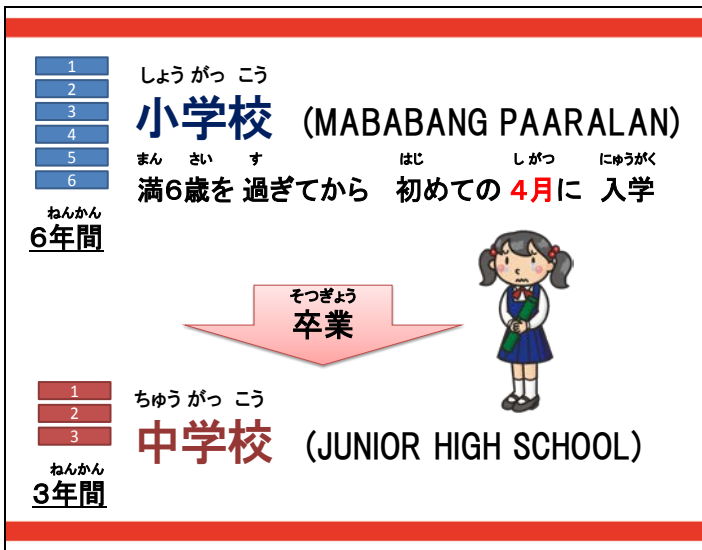 1
2
3
4
5
6
ねんかん
6年間
しょう がっ こう
小学校 (MABABANG PAARALAN)
まん さい す はじ しがつ にゅうがく
満6歳を 過ぎてから 初めての 4月に 入学
そつぎょう
卒業
1
2
3
ねんかん
3年間
ちゅう がっ こう
中学校 (JUNIOR HIGH SCHOOL)